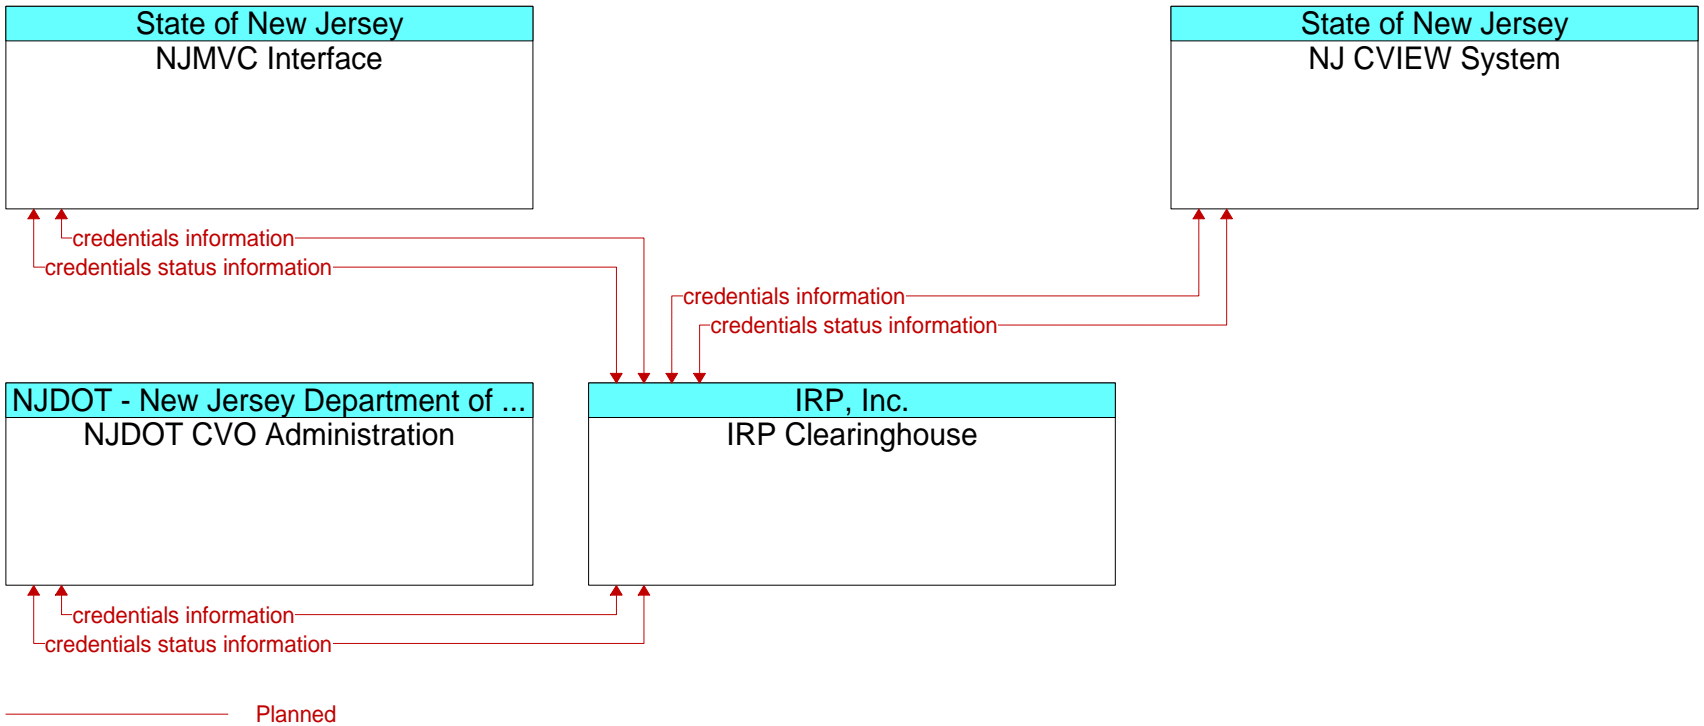 State of New Jersey
NJMVC Interface
State of New Jersey
NJ CVIEW System
credentials information
credentials status information
credentials information
credentials status information
NJDOT - New Jersey Department of ...
NJDOT CVO Administration
IRP, Inc.
IRP Clearinghouse
credentials information
credentials status information
Planned